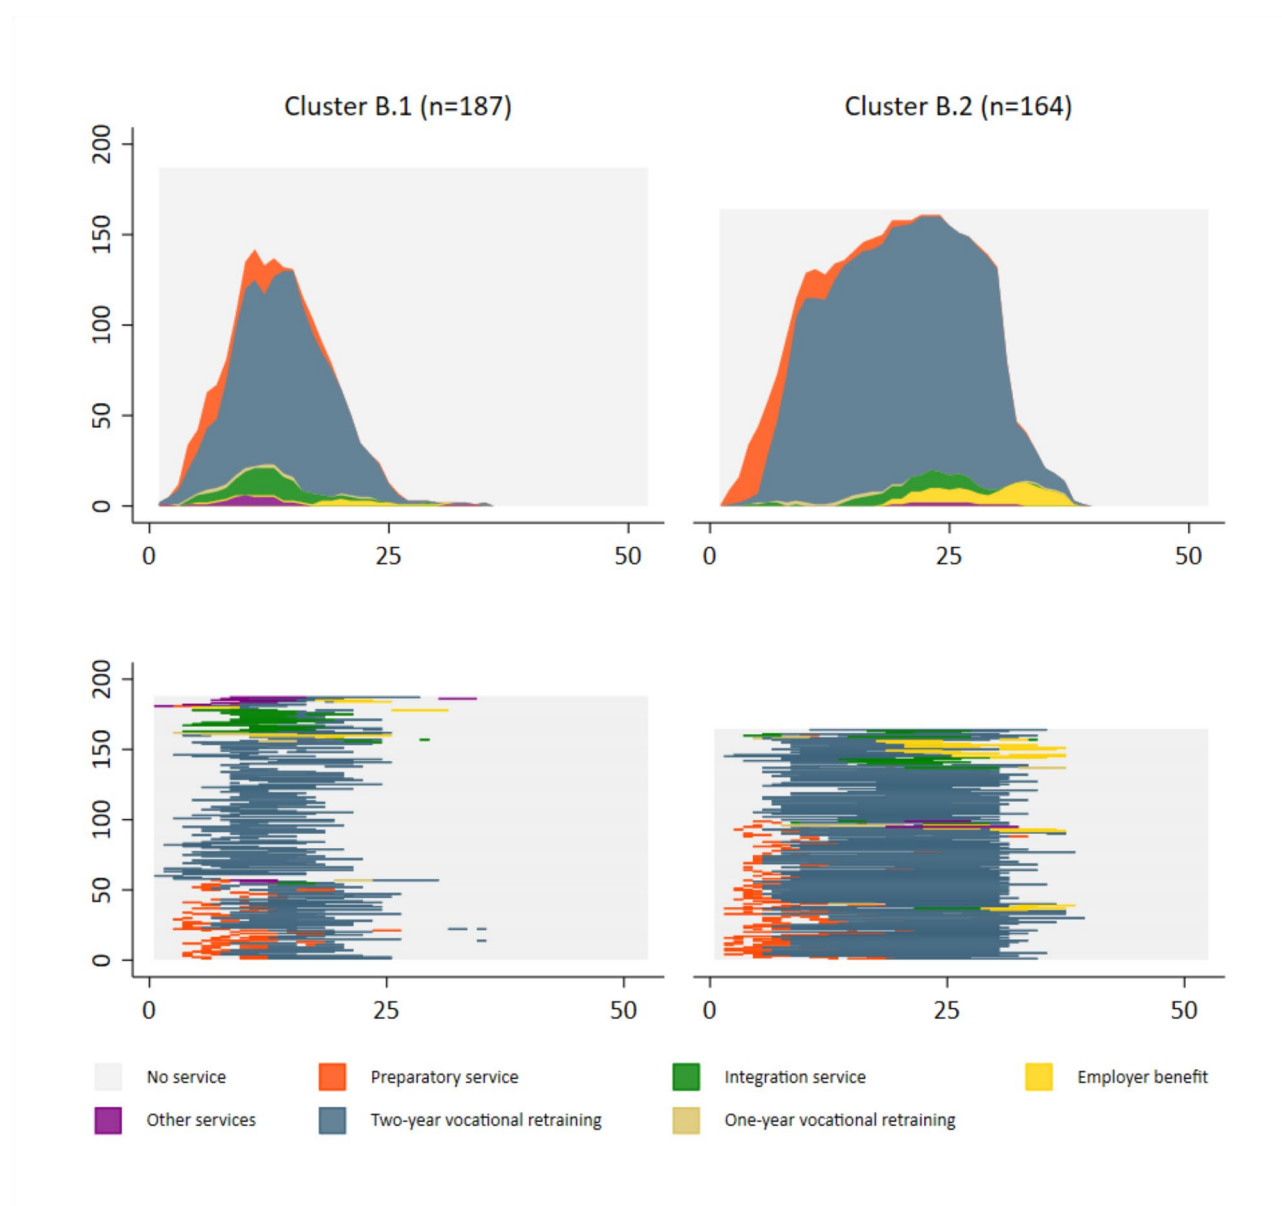 Cluster B.1 (n=187)
Cluster B.2 (n=164)
200
150
100
50
0
0 25 50
0 25 50
200
150
100
50
0
0 25 50
0 25 50
No service
Preparatory service
Integration service
Employer benefit
Other services
Two-year vocational retraining
One-year vocational retraining